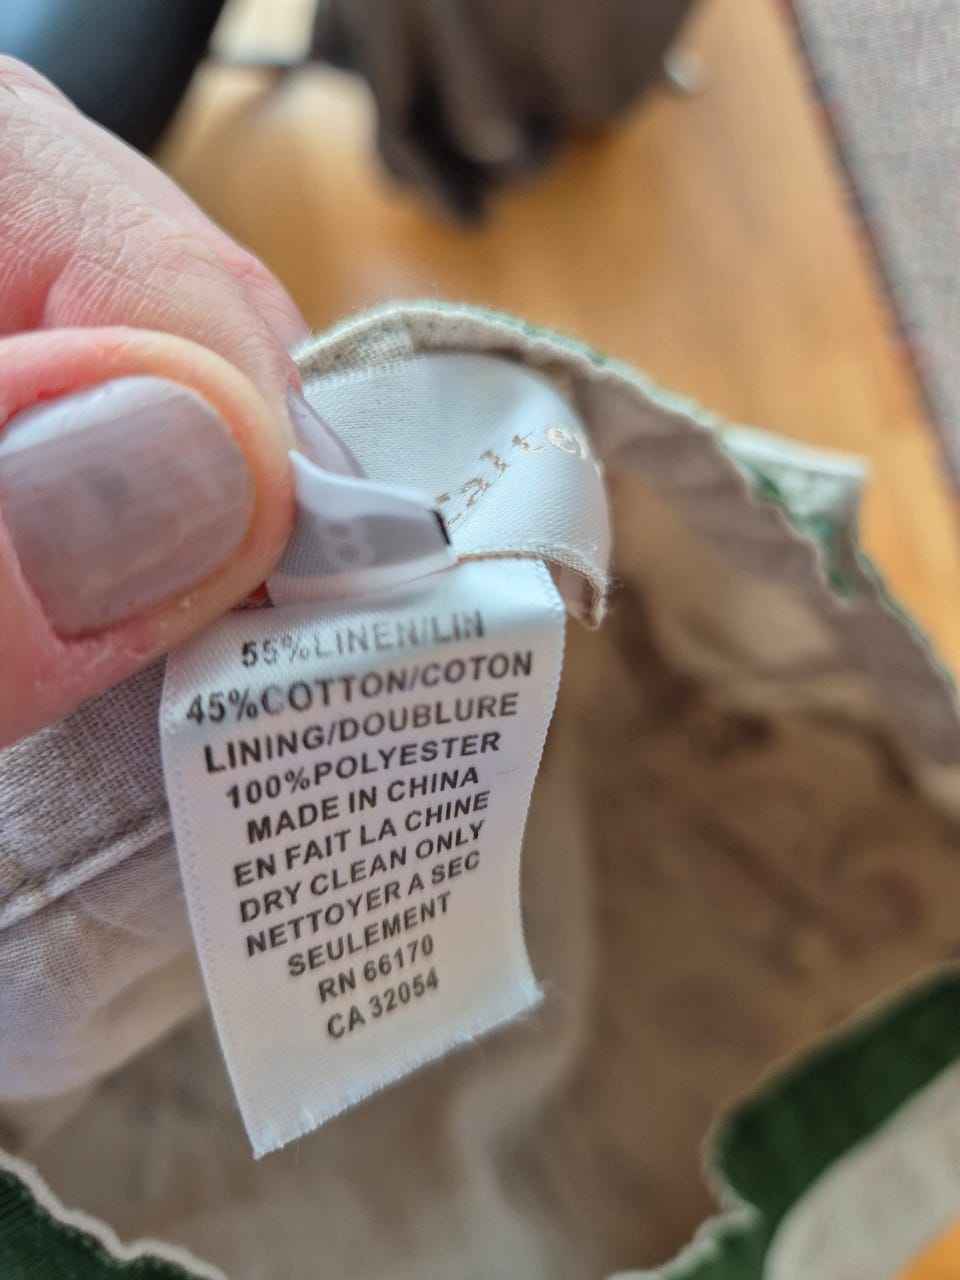 55%LINEN/LIN
45%COTTON/COTON
LINING/DOUBLURE
100%POLYESTER
MADE IN CHINA
EN FAIT LA CHINE
DRY CLEAN ONLY
NETTOYER A SEC
SEULEMENT
RN 66170
CA 32054